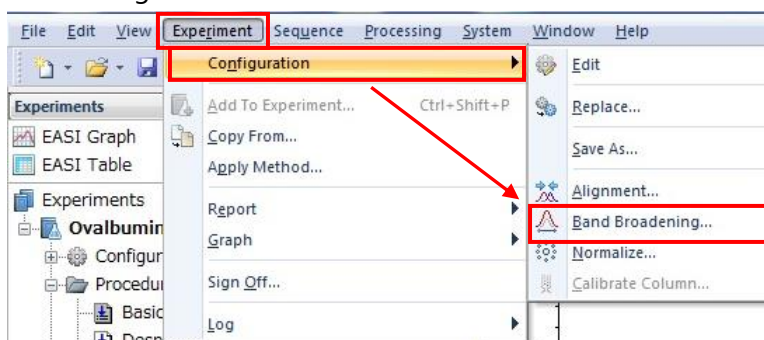 File Edit View Experiment Sequence Processing System Window Help
Configuration
Edit
Experiments
Add To Experiment... Ctrl+Shift+P
Replace...
EASI Graph
Copy From...
Save As...
EASI Table
Apply Method...
Alignment...
Experiments
Report
Band Broadening...
Ovalbumin
Graph
Normalize...
Configur
Sign Off...
Calibrate Column...
Procedu
Basic
Log